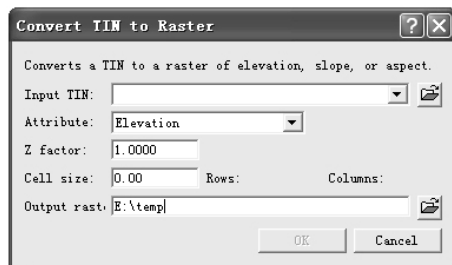 Convert TIN to Raster
Converts a TIN to a raster of elevation, slope, or aspect.
Input TIN:
Attribute: Elevation
Z factor: 1.0000
Cell size: 0.00 Rows: Columns:
Output rast E:\temp
OK Cancel